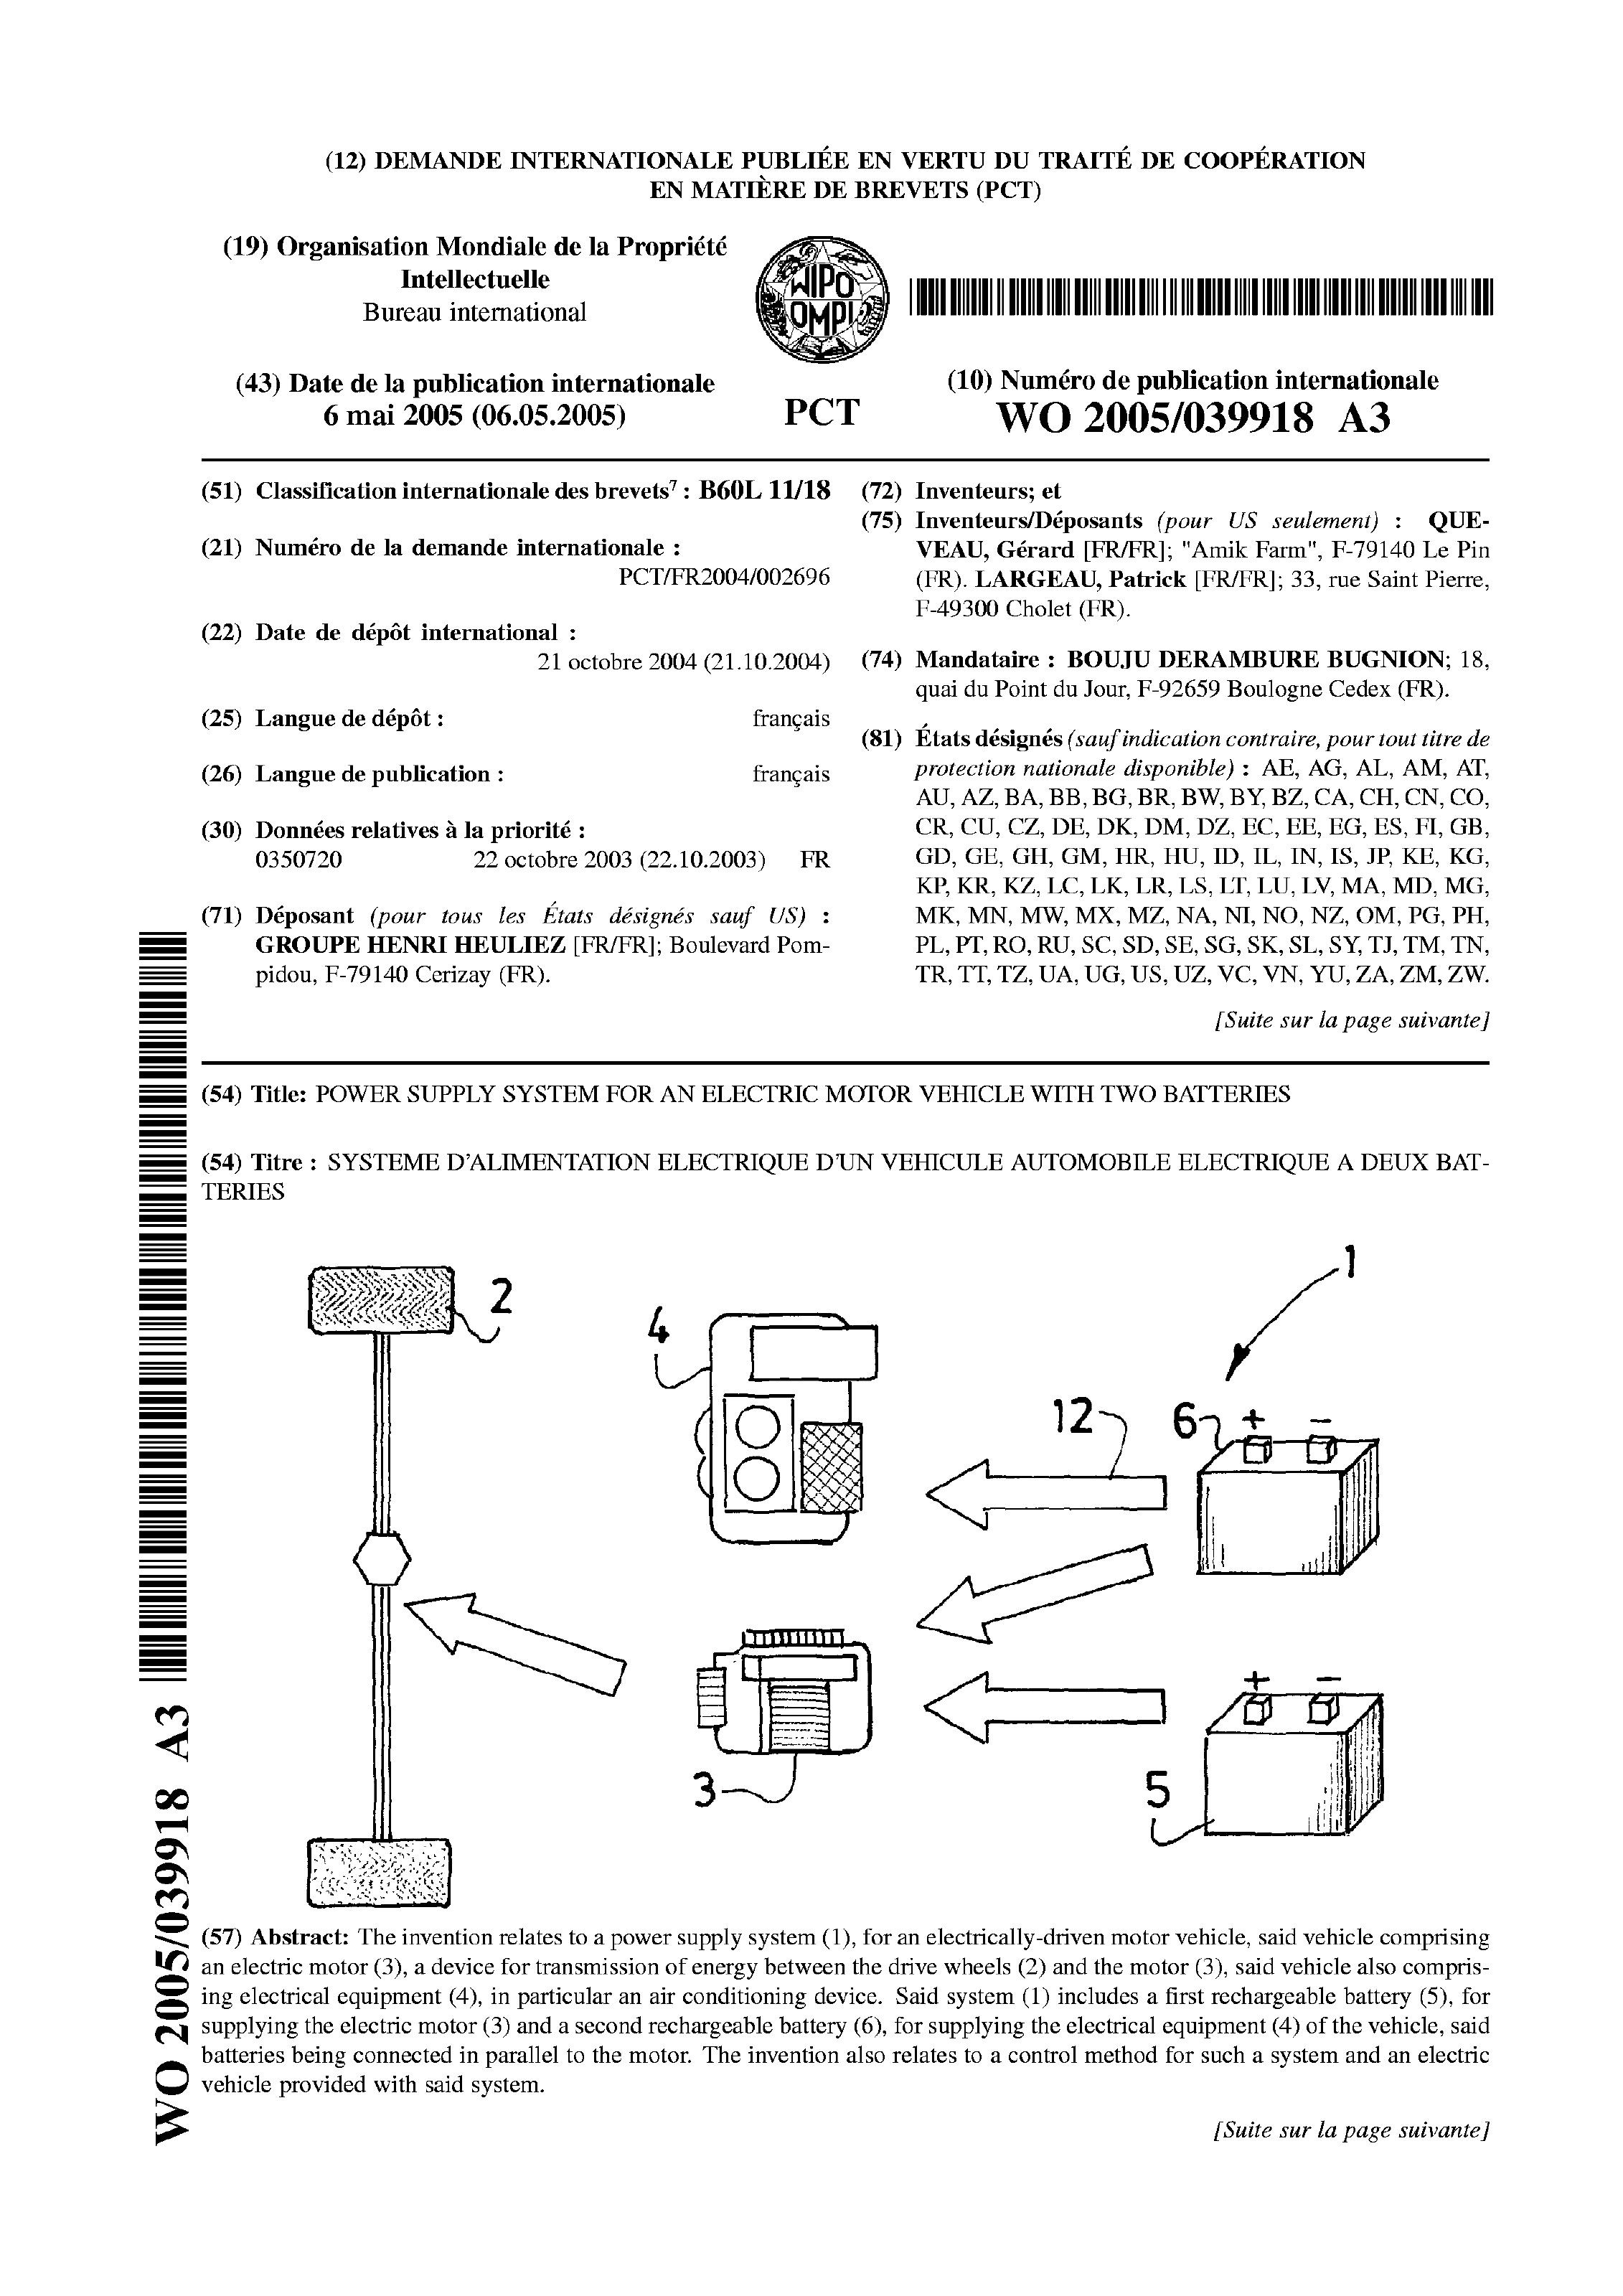 (12) DEMANDE INTERNATIONALE PUBLIÉE EN VERTU DU TRAITÉ DE COOPÉRATION
EN MATIÈRE DE BREVETS (PCT)
(19) Organisation Mondiale de la Propriété
Intellectuelle
Bureau international
WIPO
OMPI
(43) Date de la publication internationale
6 mai 2005 (06.05.2005)
PCT
(10) Numéro de publication internationale
WO 2005/039918 A3
(51) Classification internationale des brevets⁷ : B60L 11/18
(21) Numéro de la demande internationale :
PCT/FR2004/002696
(22) Date de dépôt international :
21 octobre 2004 (21.10.2004)
(25) Langue de dépôt : français
(26) Langue de publication : français
(30) Données relatives à la priorité :
0350720 22 octobre 2003 (22.10.2003) FR
(71) Déposant (pour tous les États désignés sauf US) :
GROUPE HENRI HEULIEZ [FR/FR]; Boulevard Pom-
pidou, F-79140 Cerizay (FR).
(72) Inventeurs; et
(75) Inventeurs/Déposants (pour US seulement) : QUE-
VEAU, Gérard [FR/FR]; "Amik Farm", F-79140 Le Pin
(FR). LARGEAU, Patrick [FR/FR]; 33, rue Saint Pierre,
F-49300 Cholet (FR).
(74) Mandataire : BOUJU DERAMBURE BUGNION; 18,
quai du Point du Jour, F-92659 Boulogne Cedex (FR).
(81) États désignés (sauf indication contraire, pour tout titre de
protection nationale disponible) : AE, AG, AL, AM, AT,
AU, AZ, BA, BB, BG, BR, BW, BY, BZ, CA, CH, CN, CO,
CR, CU, CZ, DE, DK, DM, DZ, EC, EE, EG, ES, FI, GB,
GD, GE, GH, GM, HR, HU, ID, IL, IN, IS, JP, KE, KG,
KP, KR, KZ, LC, LK, LR, LS, LT, LU, LV, MA, MD, MG,
MK, MN, MW, MX, MZ, NA, NI, NO, NZ, OM, PG, PH,
PL, PT, RO, RU, SC, SD, SE, SG, SK, SL, SY, TJ, TM, TN,
TR, TT, TZ, UA, UG, US, UZ, VC, VN, YU, ZA, ZM, ZW.
[Suite sur la page suivante]
(54) Title: POWER SUPPLY SYSTEM FOR AN ELECTRIC MOTOR VEHICLE WITH TWO BATTERIES
(54) Titre : SYSTEME D'ALIMENTATION ELECTRIQUE D'UN VEHICULE AUTOMOBILE ELECTRIQUE A DEUX BAT-
TERIES
1
2
4
12
6 + −
+ −
3
5
(57) Abstract: The invention relates to a power supply system (1), for an electrically-driven motor vehicle, said vehicle comprising
an electric motor (3), a device for transmission of energy between the drive wheels (2) and the motor (3), said vehicle also compris-
ing electrical equipment (4), in particular an air conditioning device. Said system (1) includes a first rechargeable battery (5), for
supplying the electric motor (3) and a second rechargeable battery (6), for supplying the electrical equipment (4) of the vehicle, said
batteries being connected in parallel to the motor. The invention also relates to a control method for such a system and an electric
vehicle provided with said system.
[Suite sur la page suivante]
WO 2005/039918 A3